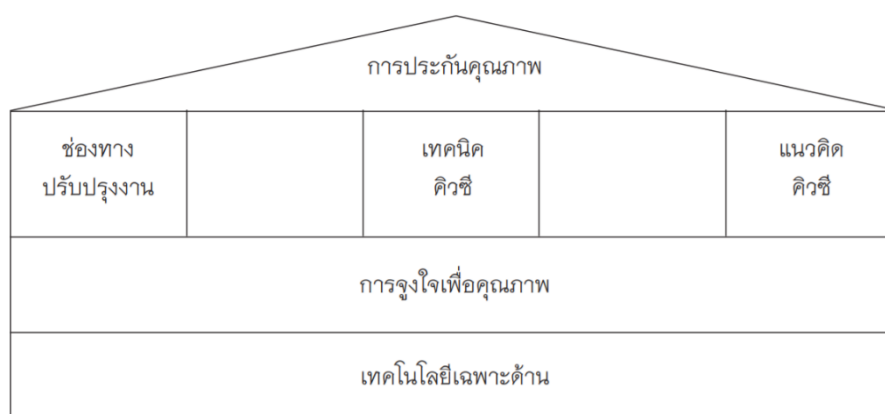 การประกันคุณภาพ
ช่องทาง
ปรับปรุงงาน
เทคนิค
คิวซี
แนวคิด
คิวซี
การจูงใจเพื่อคุณภาพ
เทคโนโลยีเฉพาะด้าน